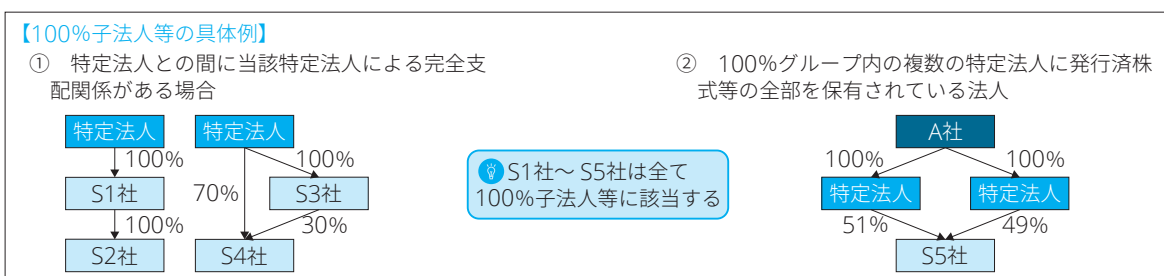 【100%子法人等の具体例】
① 特定法人との間に当該特定法人による完全支
配関係がある場合
特定法人
特定法人
100%
100%
S1社
70%
S3社
100%
30%
S2社
S4社
S1社～ S5社は全て
100%子法人等に該当する
② 100%グループ内の複数の特定法人に発行済株
式等の全部を保有されている法人
A社
100%
100%
特定法人
特定法人
51%
49%
S5社